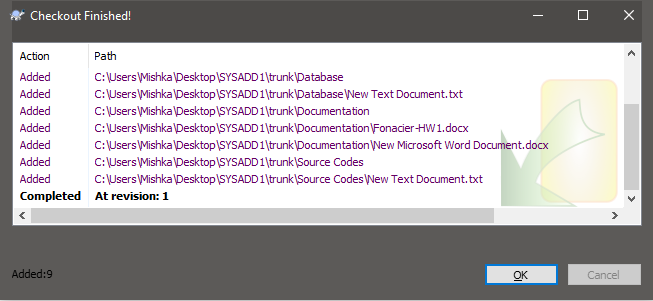 Checkout Finished!
Action Path
Added C:\Users\Mishka\Desktop\SYSADD1\trunk\Database
Added C:\Users\Mishka\Desktop\SYSADD1\trunk\Database\New Text Document.txt
Added C:\Users\Mishka\Desktop\SYSADD1\trunk\Documentation
Added C:\Users\Mishka\Desktop\SYSADD1\trunk\Documentation\Fonacier-HW1.docx
Added C:\Users\Mishka\Desktop\SYSADD1\trunk\Documentation\New Microsoft Word Document.docx
Added C:\Users\Mishka\Desktop\SYSADD1\trunk\Source Codes
Added C:\Users\Mishka\Desktop\SYSADD1\trunk\Source Codes\New Text Document.txt
Completed At revision: 1
Added:9 OK Cancel